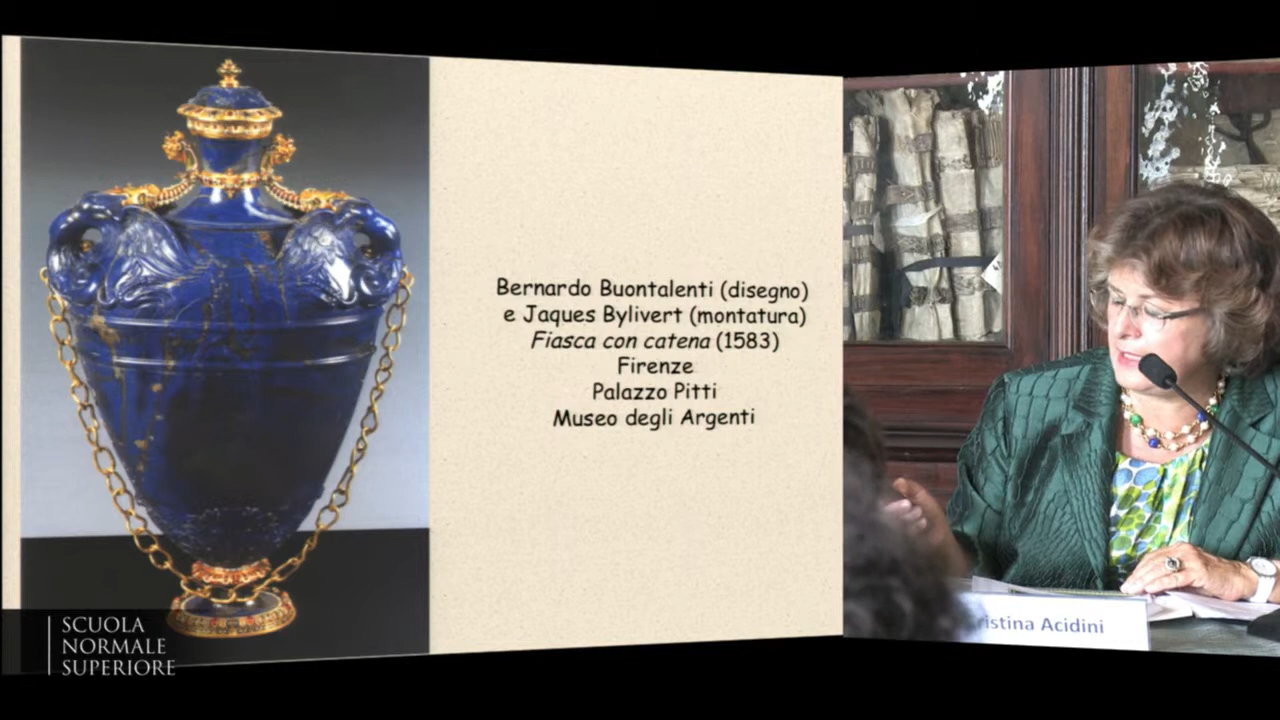 Bernardo Buontalenti (disegno)
e Jaques Bylivert (montatura)
Fiasca con catena (1583)
Firenze
Palazzo Pitti
Museo degli Argenti
SCUOLA
NORMALE
SUPERIORE
ristina Acidini